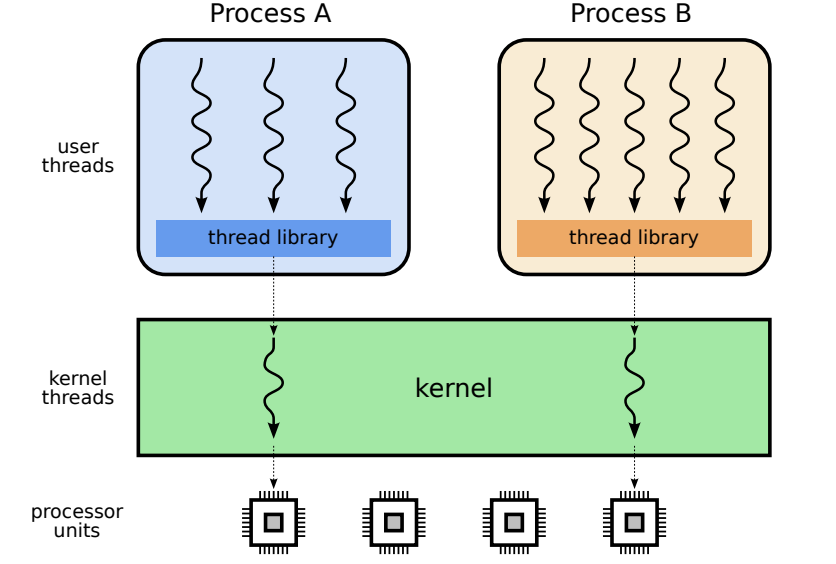 Process A
Process B
user
threads
thread library
thread library
kernel
threads
kernel
processor
units